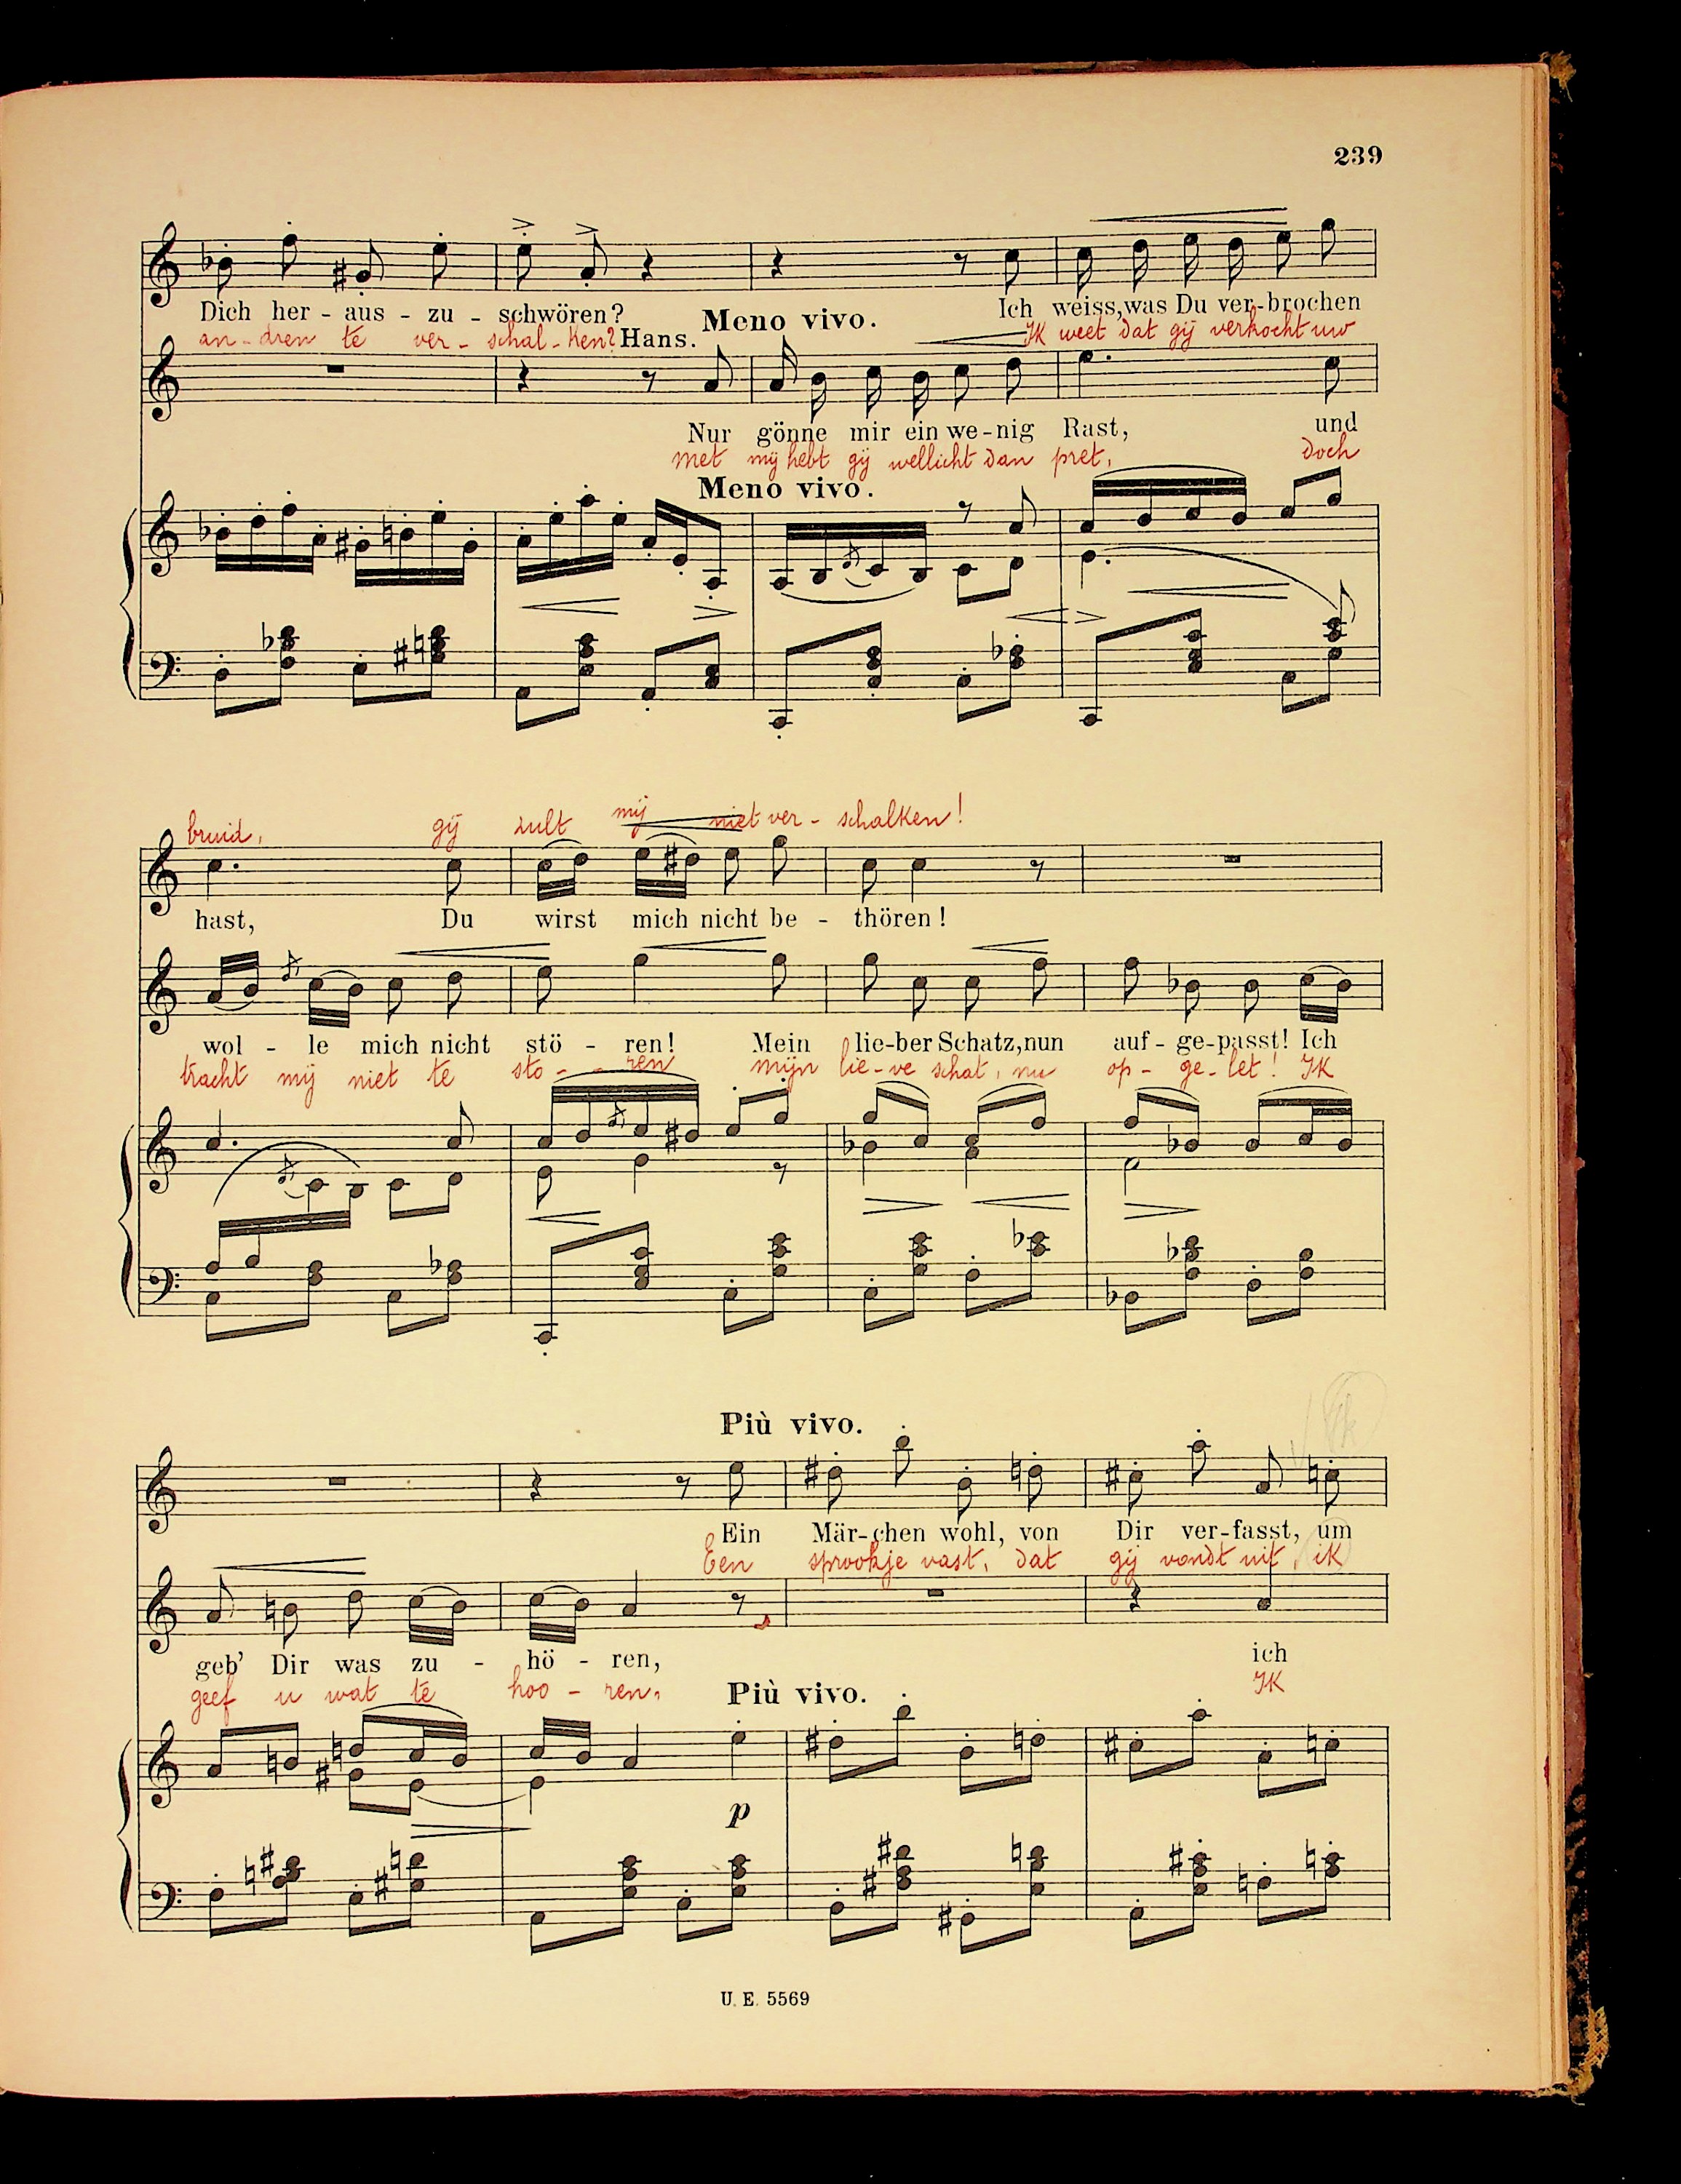 239
Dich her - aus - zu - schwören? Meno vivo. Ich weiss, was Du ver-brochen
an - dren te ver - schal - ken? Hans. IK weet dat gij verkocht uw
Nur gönne mir ein we-nig Rast, und
met mij hebt gij wellicht dan pret, doch
Meno vivo.
bruid, gij zult mij niet ver - schalken!
hast, Du wirst mich nicht be - thören!
wol - le mich nicht stö - ren! Mein lie-ber Schatz, nun auf - ge-passt! Ich
tracht mij niet te sto - - ren mijn lie - ve schat, nu op - ge - let! IK
Più vivo.
Ein Mär-chen wohl, von Dir ver-fasst, um
Een sprookje vast, dat gij vondt uit, ik
geb' Dir was zu - hö - ren, ich
geef u wat te hoo - ren, IK
Più vivo.
p
U. E. 5569